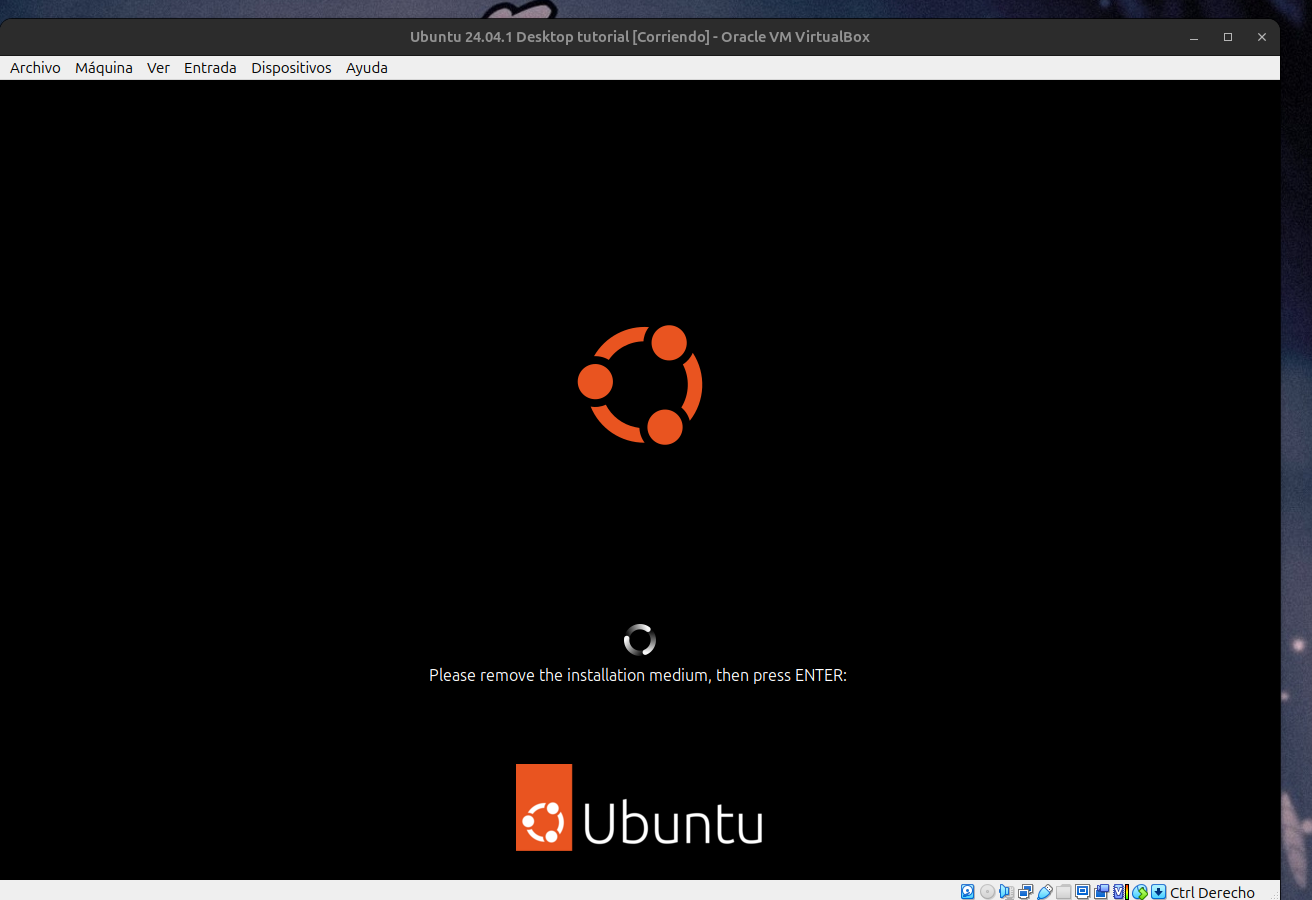 Ubuntu 24.04.1 Desktop tutorial [Corriendo] - Oracle VM VirtualBox
Archivo Máquina Ver Entrada Dispositivos Ayuda
Please remove the installation medium, then press ENTER:
Ubuntu
Ctrl Derecho